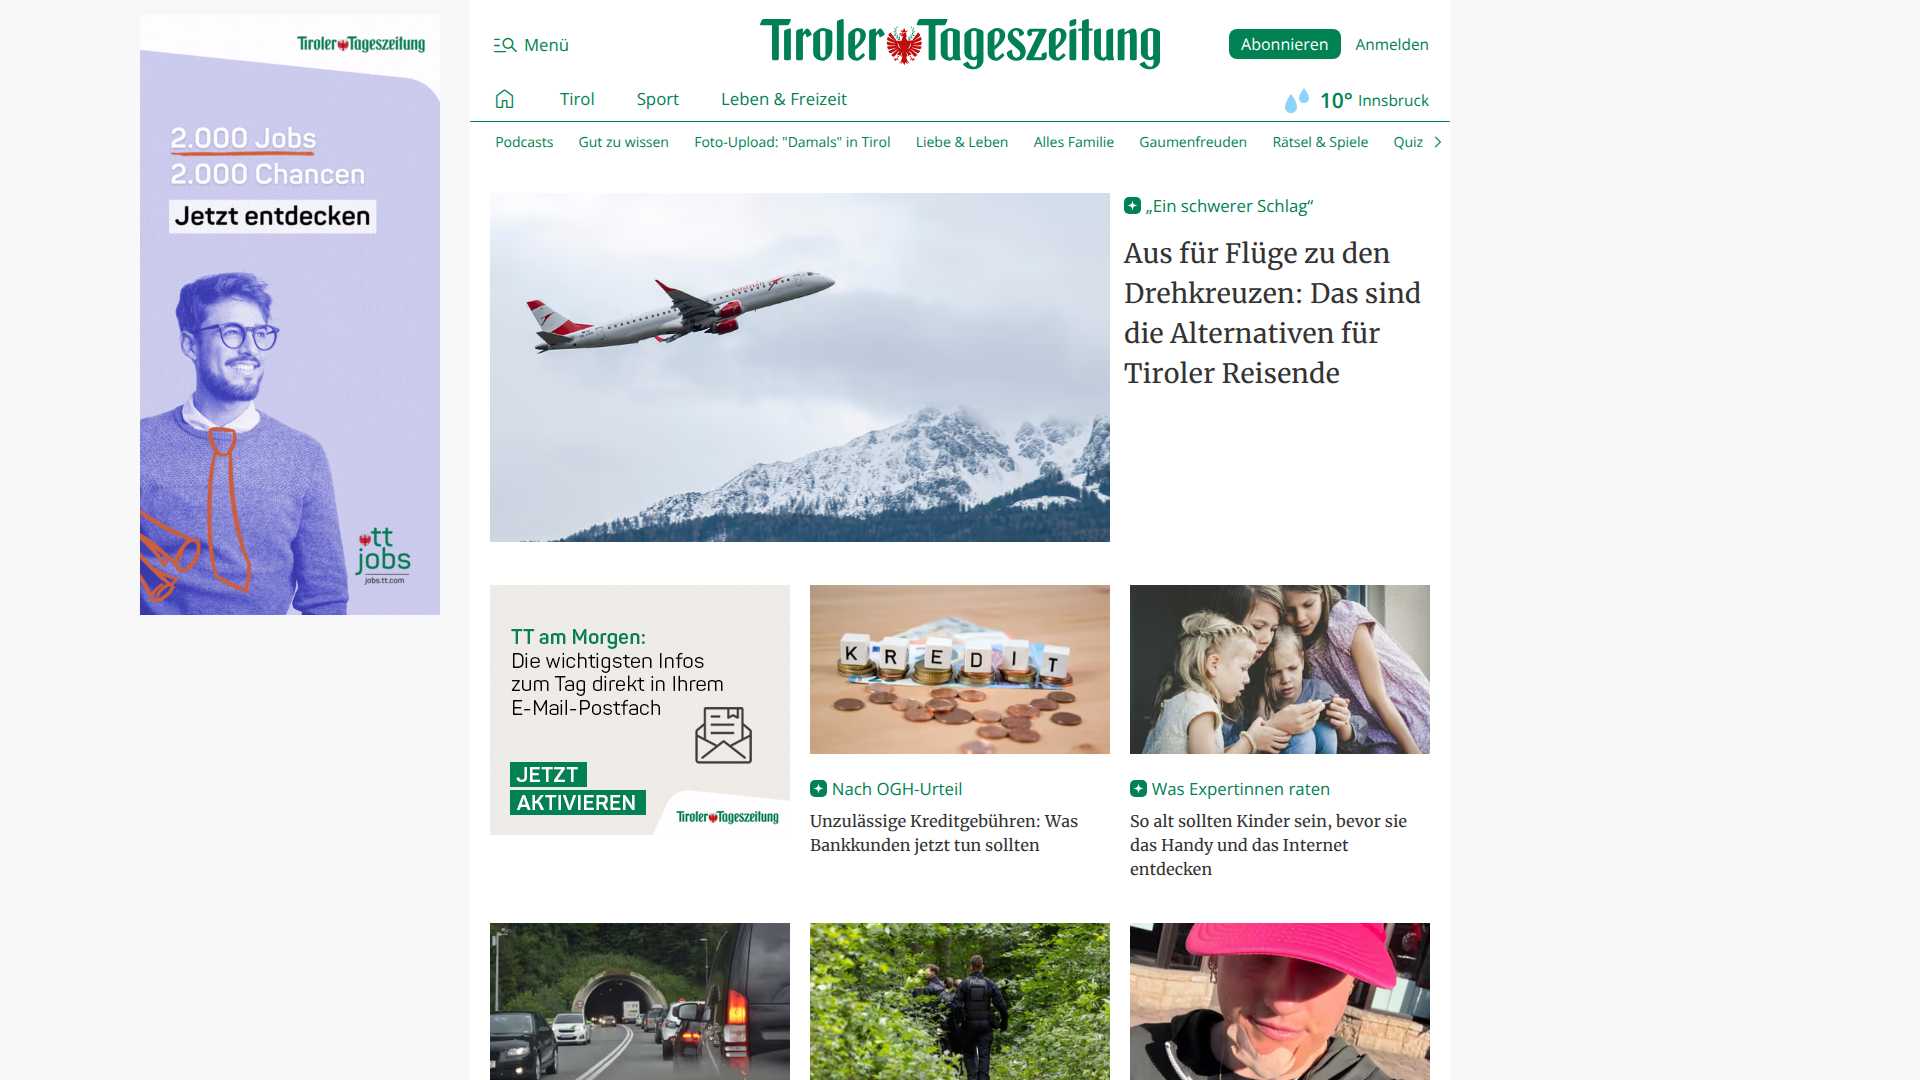 Tiroler Tageszeitung
2.000 Jobs
2.000 Chancen
Jetzt entdecken
tt
jobs
jobs.tt.com
Menü
Tiroler Tageszeitung
Abonnieren
Anmelden
Tirol
Sport
Leben & Freizeit
10° Innsbruck
Podcasts
Gut zu wissen
Foto-Upload: "Damals" in Tirol
Liebe & Leben
Alles Familie
Gaumenfreuden
Rätsel & Spiele
Quiz
„Ein schwerer Schlag“
Aus für Flüge zu den
Drehkreuzen: Das sind
die Alternativen für
Tiroler Reisende
TT am Morgen:
Die wichtigsten Infos
zum Tag direkt in Ihrem
E-Mail-Postfach
JETZT
AKTIVIEREN
Tiroler Tageszeitung
KREDIT
Nach OGH-Urteil
Unzulässige Kreditgebühren: Was
Bankkunden jetzt tun sollten
Was Expertinnen raten
So alt sollten Kinder sein, bevor sie
das Handy und das Internet
entdecken